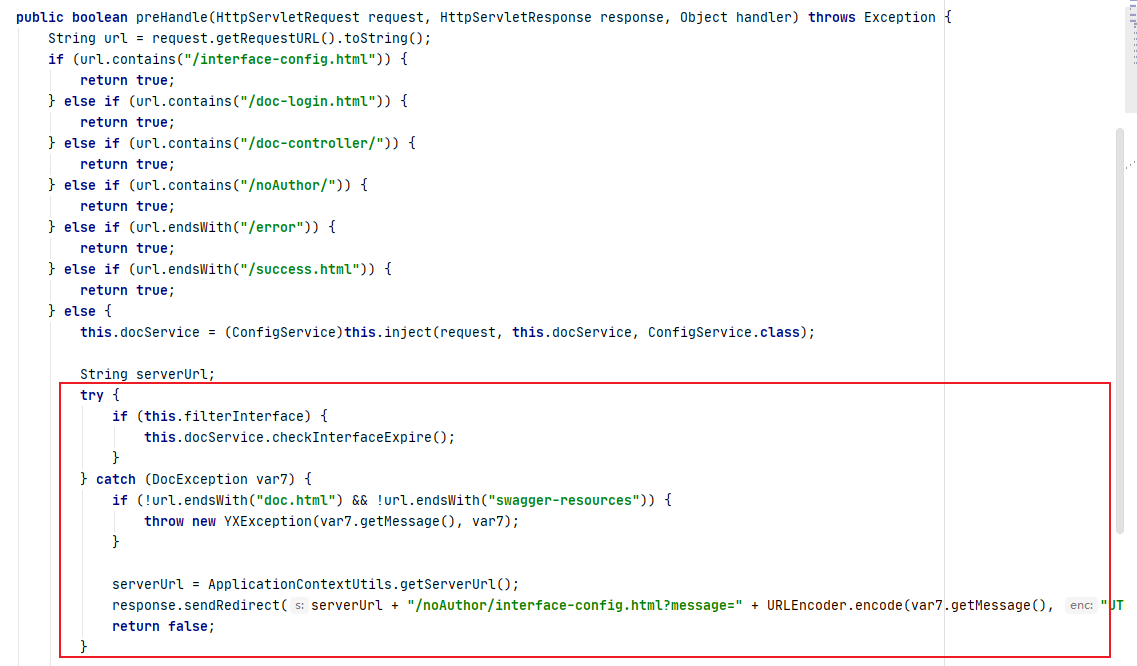 public boolean preHandle(HttpServletRequest request, HttpServletResponse response, Object handler) throws Exception {
    String url = request.getRequestURL().toString();
    if (url.contains("/interface-config.html")) {
        return true;
    } else if (url.contains("/doc-login.html")) {
        return true;
    } else if (url.contains("/doc-controller/")) {
        return true;
    } else if (url.contains("/noAuthor/")) {
        return true;
    } else if (url.endsWith("/error")) {
        return true;
    } else if (url.endsWith("/success.html")) {
        return true;
    } else {
        this.docService = (ConfigService)this.inject(request, this.docService, ConfigService.class);
        String serverUrl;
        try {
            if (this.filterInterface) {
                this.docService.checkInterfaceExpire();
            }
        } catch (DocException var7) {
            if (!url.endsWith("doc.html") && !url.endsWith("swagger-resources")) {
                throw new YXException(var7.getMessage(), var7);
            }
            serverUrl = ApplicationContextUtils.getServerUrl();
            response.sendRedirect( s: serverUrl + "/noAuthor/interface-config.html?message=" + URLEncoder.encode(var7.getMessage(), enc: "UT
            return false;
        }